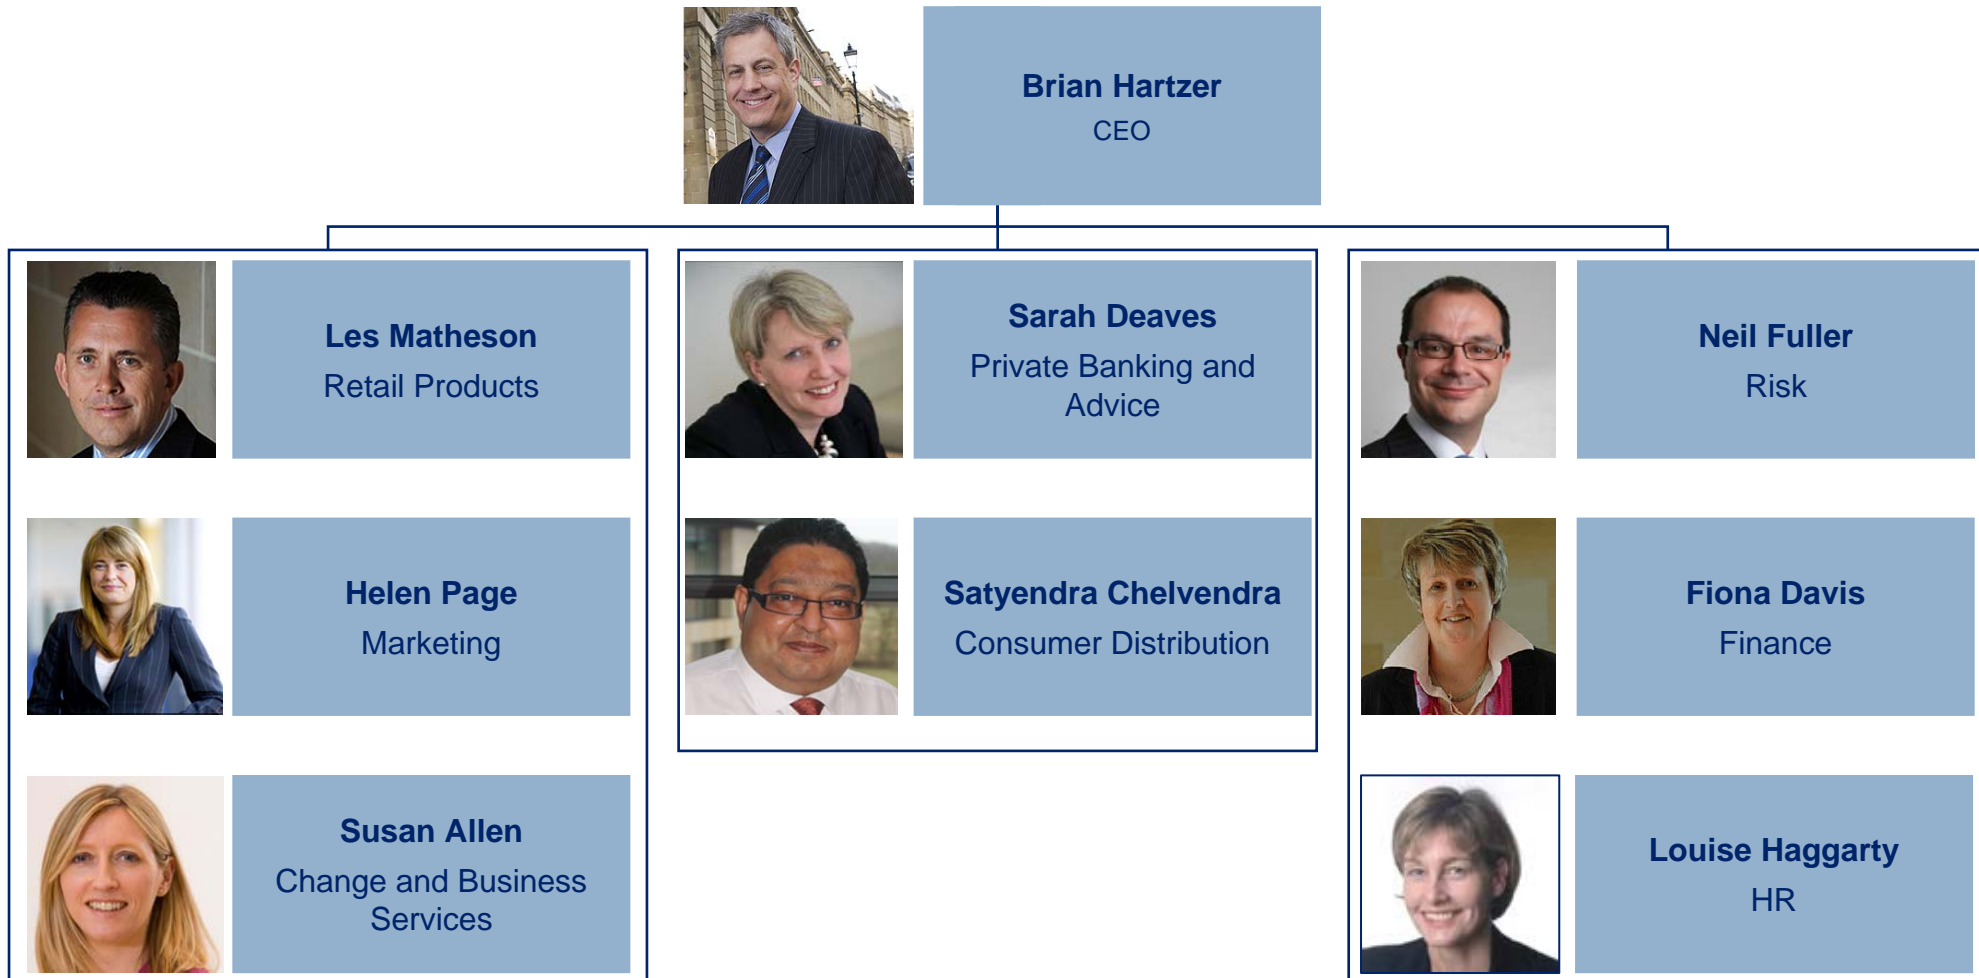 Brian Hartzer
CEO
Les Matheson
Retail Products
Sarah Deaves
Private Banking and
Advice
Neil Fuller
Risk
Helen Page
Marketing
Satyendra Chelvendra
Consumer Distribution
Fiona Davis
Finance
Susan Allen
Change and Business
Services
Louise Haggarty
HR